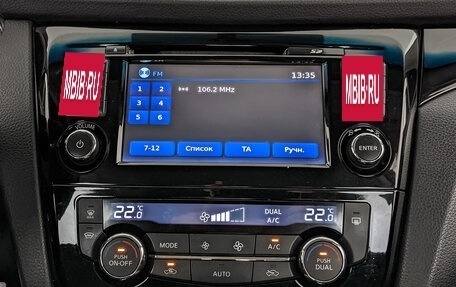 SD
FM
13:35
1 2
106.2 MHz
3 4
5 6
MBIB.RU
MBIB.RU
VOLUME
ENTER
7-12
Список
TA
Ручн.
22.0
DUAL
A/C
22.0
MODE
A/C
PUSH
ON·OFF
AUTO
PUSH
DUAL